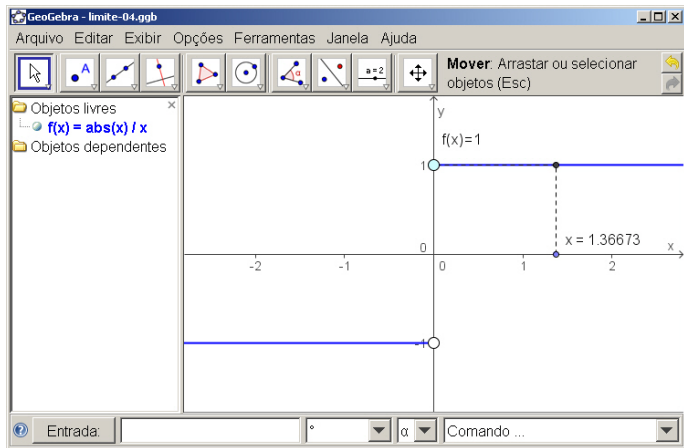 GeoGebra - limite-04.ggb
Arquivo Editar Exibir Opções Ferramentas Janela Ajuda
A
α
a = 2
Mover: Arrastar ou selecionar
objetos (Esc)
Objetos livres
f(x) = abs(x) / x
Objetos dependentes
y
f(x)=1
1
x = 1.36673
x
0
-2 -1 0 1 2
-1
Entrada:
°
α
Comando ...